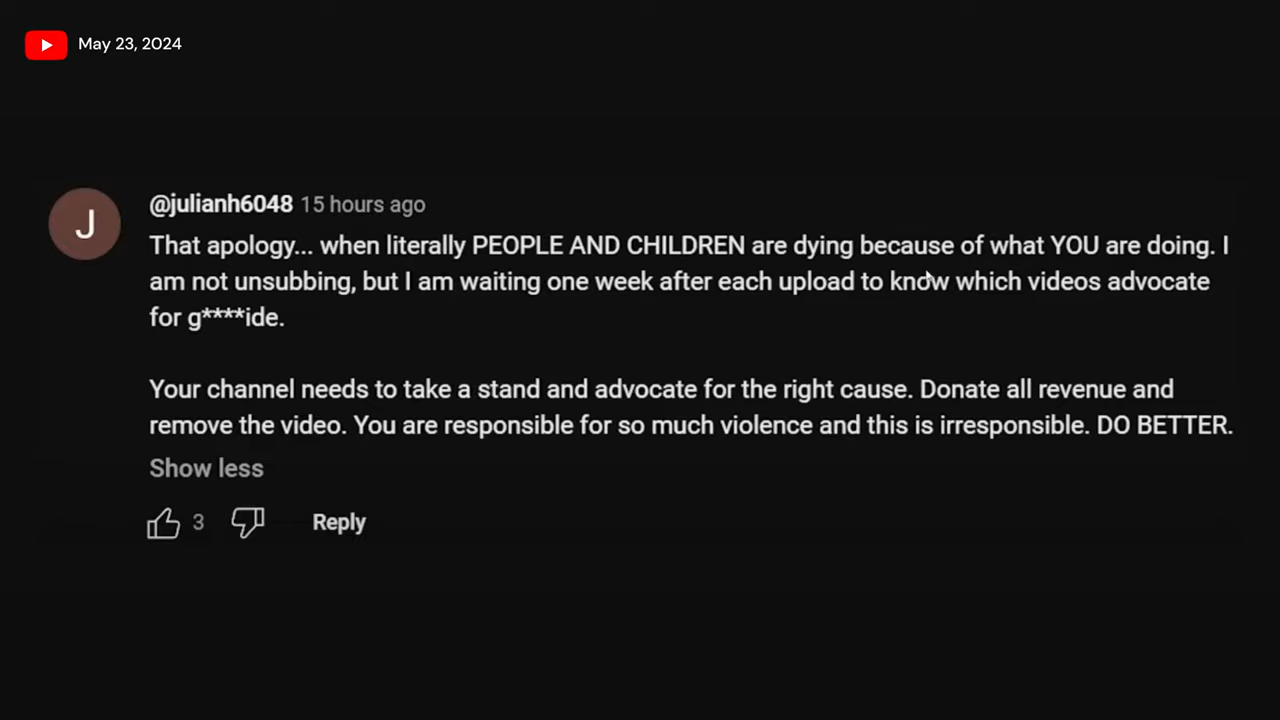 May 23, 2024
J
@julianh6048 15 hours ago
That apology... when literally PEOPLE AND CHILDREN are dying because of what YOU are doing. I
am not unsubbing, but I am waiting one week after each upload to know which videos advocate
for g****ide.
Your channel needs to take a stand and advocate for the right cause. Donate all revenue and
remove the video. You are responsible for so much violence and this is irresponsible. DO BETTER.
Show less
3 Reply